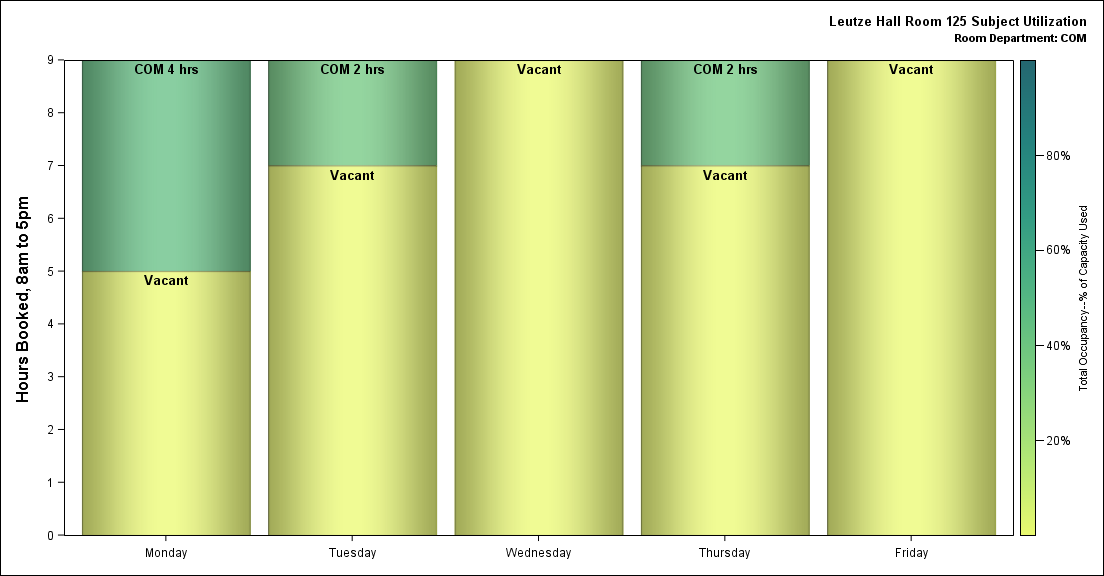 Leutze Hall Room 125 Subject Utilization
Room Department: COM
Hours Booked, 8am to 5pm
9
8
7
6
5
4
3
2
1
0
COM 4 hrs
Vacant
COM 2 hrs
Vacant
Vacant
COM 2 hrs
Vacant
Vacant
Monday
Tuesday
Wednesday
Thursday
Friday
80%
60%
40%
20%
Total Occupancy--% of Capacity Used